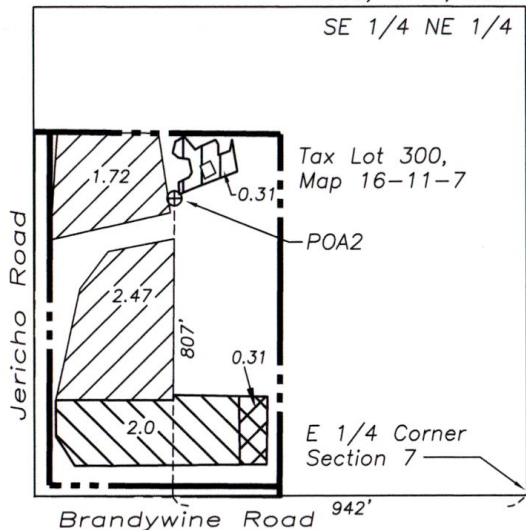 SE 1/4 NE 1/4
Tax Lot 300,
Map 16-11-7
1.72
0.31
POA2
Jericho Road
2.47
807'
0.31
2.0
E 1/4 Corner
Section 7
942'
Brandywine Road